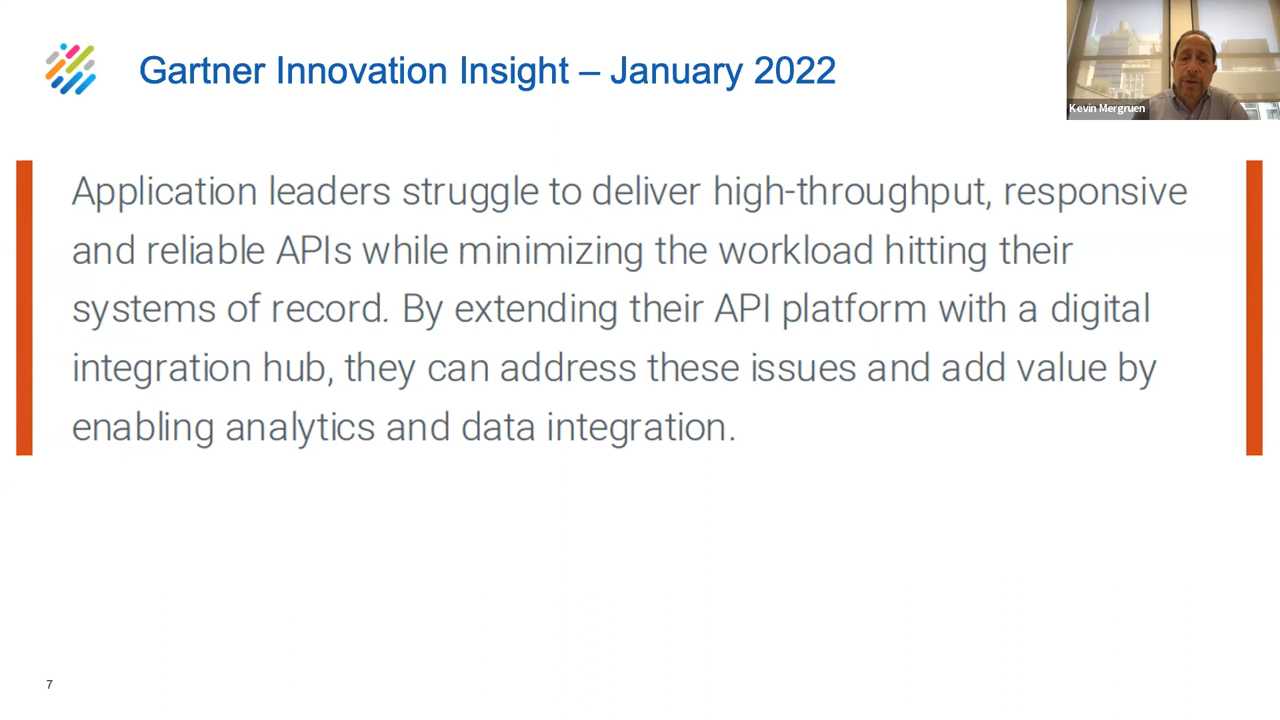 Gartner Innovation Insight – January 2022
Kevin Mergruen
Application leaders struggle to deliver high-throughput, responsive
and reliable APIs while minimizing the workload hitting their
systems of record. By extending their API platform with a digital
integration hub, they can address these issues and add value by
enabling analytics and data integration.
7